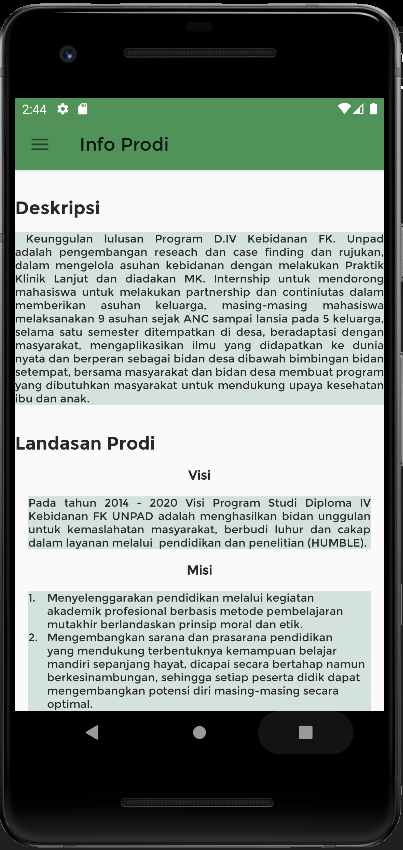 2:44
Info Prodi
Deskripsi
Keunggulan lulusan Program D.IV Kebidanan FK. Unpad
adalah pengembangan reseach dan case finding dan rujukan,
dalam mengelola asuhan kebidanan dengan melakukan Praktik
Klinik Lanjut dan diadakan MK. Internship untuk mendorong
mahasiswa untuk melakukan partnership dan continiutas dalam
memberikan asuhan keluarga, masing-masing mahasiswa
melaksanakan 9 asuhan sejak ANC sampai lansia pada 5 keluarga,
selama satu semester ditempatkan di desa, beradaptasi dengan
masyarakat, mengaplikasikan ilmu yang didapatkan ke dunia
nyata dan berperan sebagai bidan desa dibawah bimbingan bidan
setempat, bersama masyarakat dan bidan desa membuat program
yang dibutuhkan masyarakat untuk mendukung upaya kesehatan
ibu dan anak.
Landasan Prodi
Visi
Pada tahun 2014 - 2020 Visi Program Studi Diploma IV
Kebidanan FK UNPAD adalah menghasilkan bidan unggulan
untuk kemaslahatan masyarakat, berbudi luhur dan cakap
dalam layanan melalui pendidikan dan penelitian (HUMBLE).
Misi
1. Menyelenggarakan pendidikan melalui kegiatan
akademik profesional berbasis metode pembelajaran
mutakhir berlandaskan prinsip moral dan etik.
2. Mengembangkan sarana dan prasarana pendidikan
yang mendukung terbentuknya kemampuan belajar
mandiri sepanjang hayat, dicapai secara bertahap namun
berkesinambungan, sehingga setiap peserta didik dapat
mengembangkan potensi diri masing-masing secara
optimal.